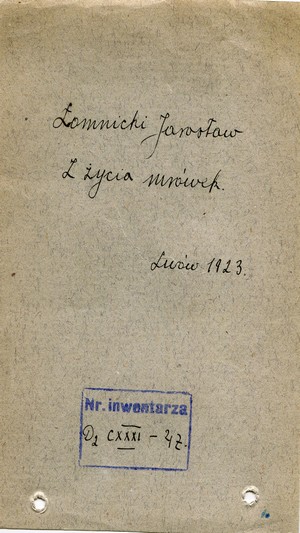 Łomnicki Jarosław
Z życia mrówek.
Lwów 1923.
Nr. inwentarza
D2 CXXXI – 47.